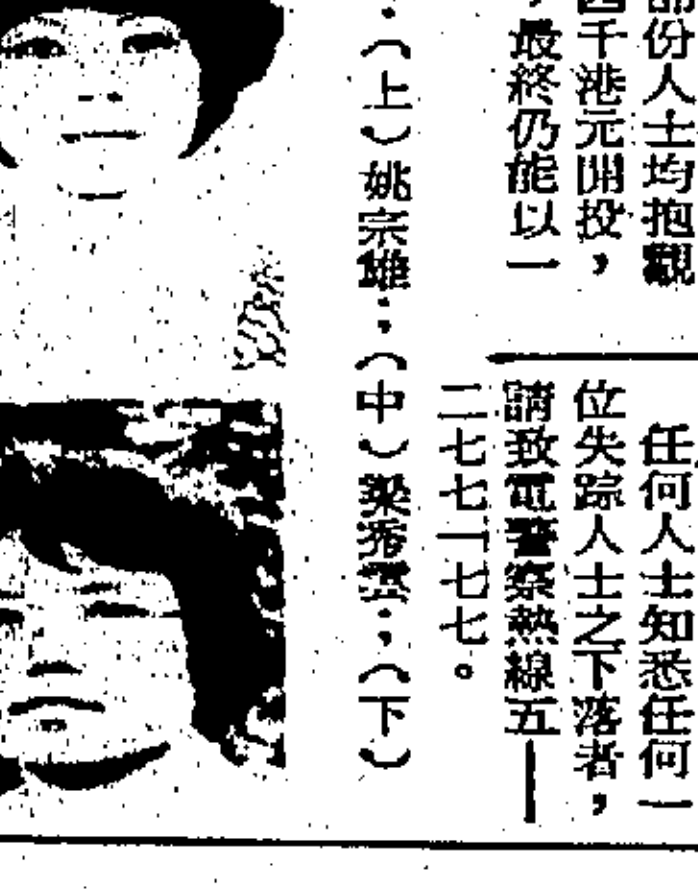 部份人士均抱觀
四千港元開投，
，最終仍能以一
任何人士知悉任何一
位失踪人士之下落者，
請致電警察熱線五——
二七七一七七。
．（上）姚宗雄；（中）梁秀雲；（下）